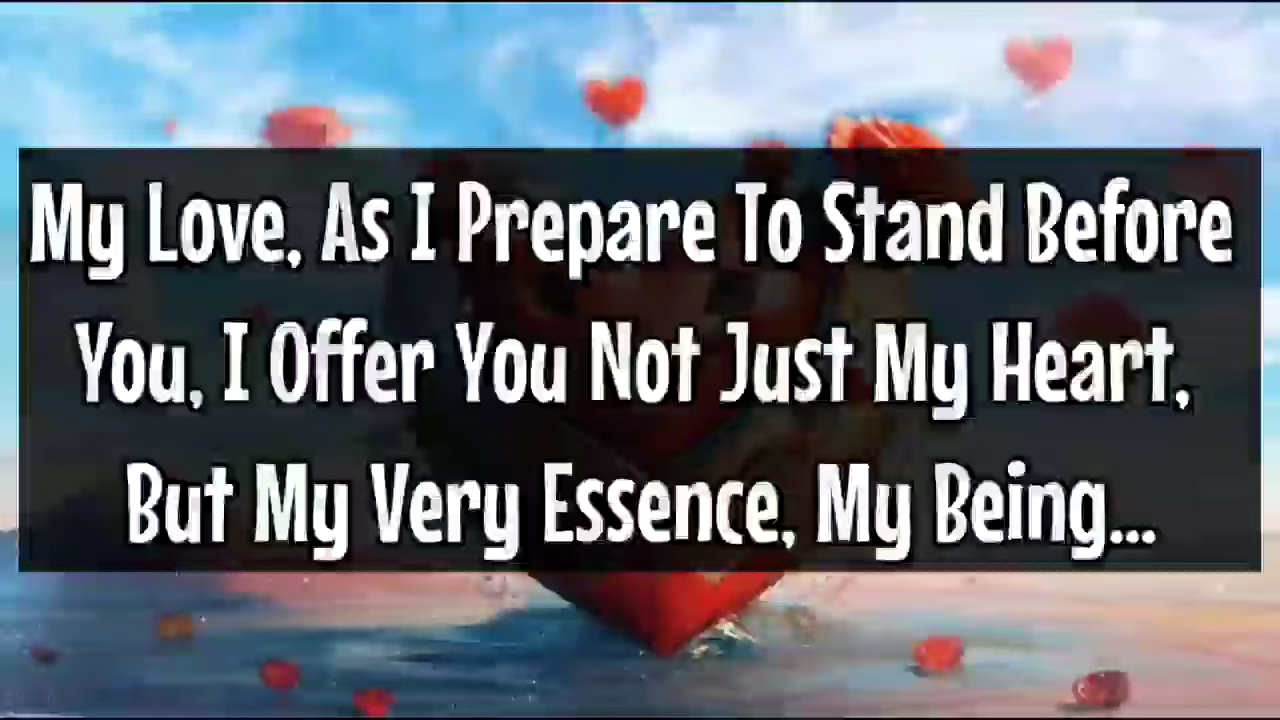 My Love, As I Prepare To Stand Before
You, I Offer You Not Just My Heart,
But My Very Essence, My Being...